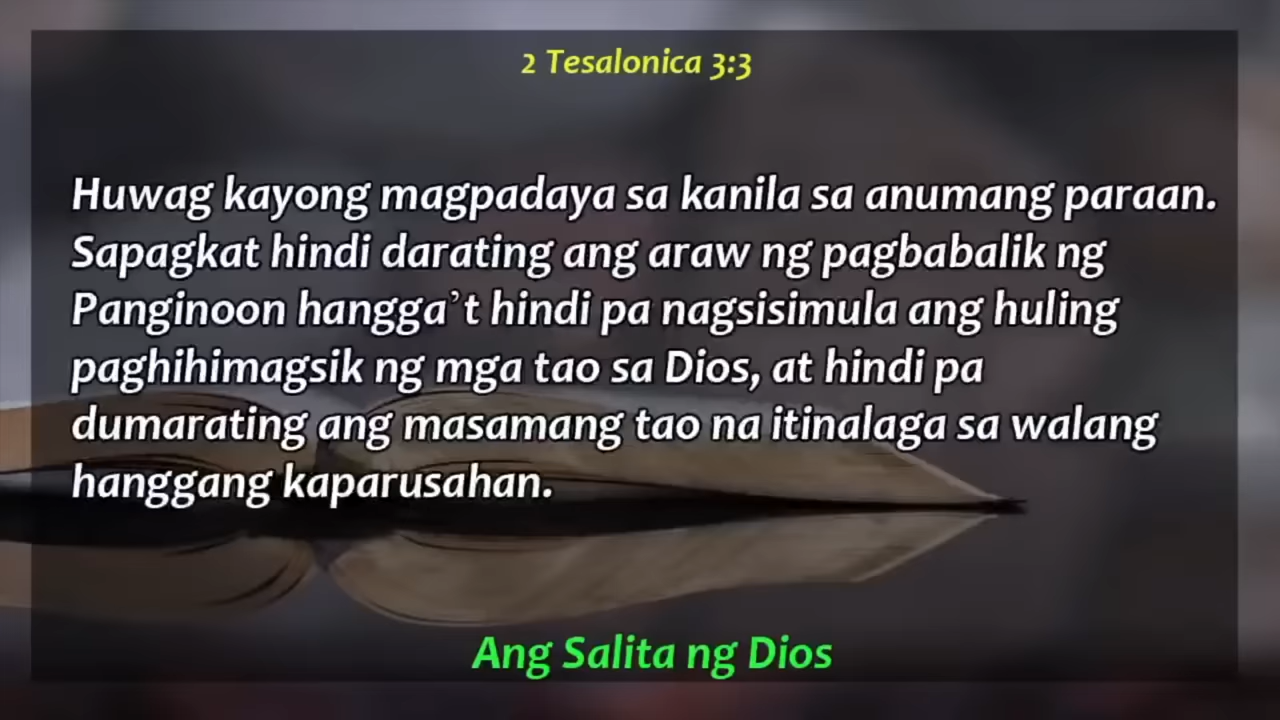 2 Tesalonica 3:3
Huwag kayong magpadaya sa kanila sa anumang paraan.
Sapagkat hindi darating ang araw ng pagbabalik ng
Panginoon hangga't hindi pa nagsisimula ang huling
paghihimagsik ng mga tao sa Dios, at hindi pa
dumarating ang masamang tao na itinalaga sa walang
hanggang kaparusahan.
Ang Salita ng Dios